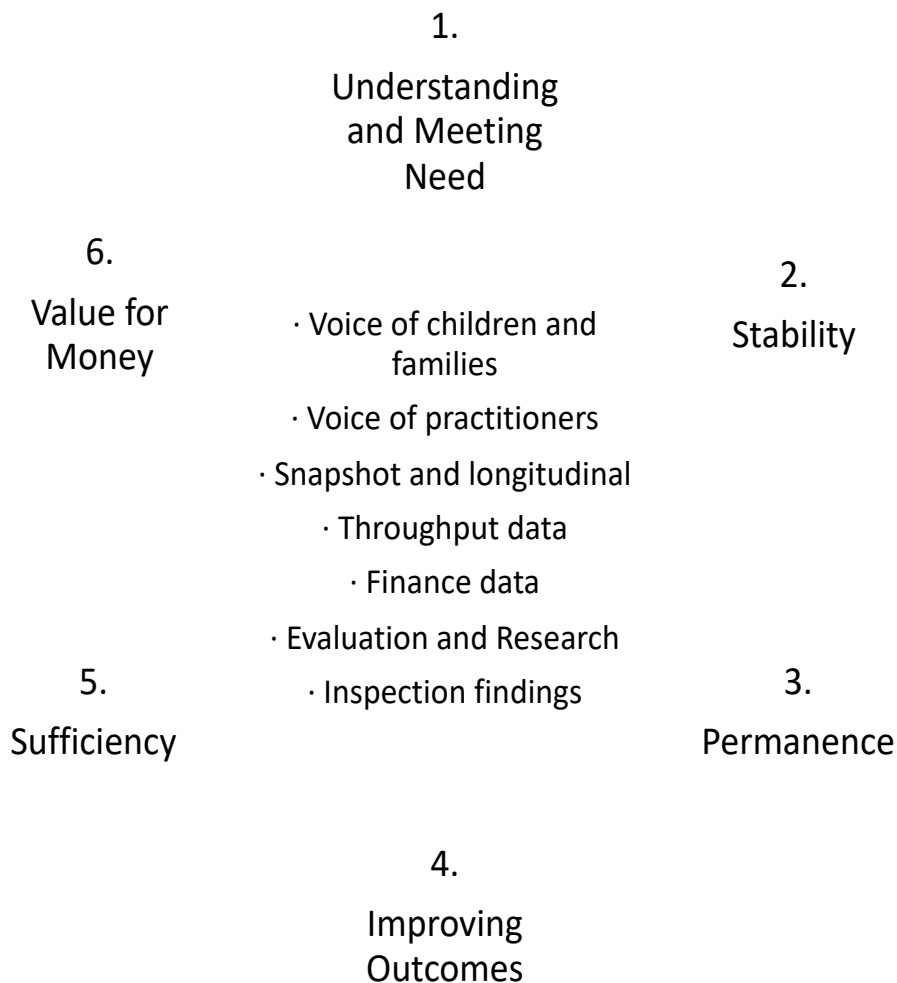 1.
Understanding
and Meeting
Need
2.
Stability
3.
Permanence
4.
Improving
Outcomes
5.
Sufficiency
6.
Value for
Money
· Voice of children and
families
· Voice of practitioners
· Snapshot and longitudinal
· Throughput data
· Finance data
· Evaluation and Research
· Inspection findings